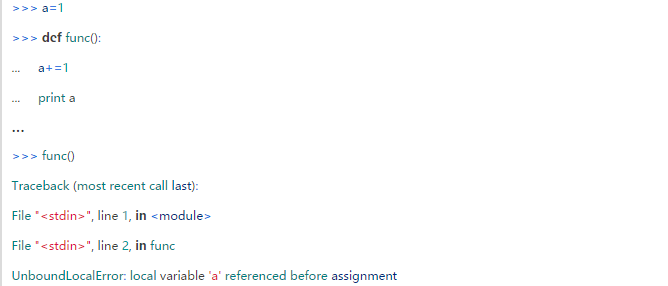 >>> a=1
>>> def func():
...    a+=1
...    print a
...
>>> func()
Traceback (most recent call last):
File "<stdin>", line 1, in <module>
File "<stdin>", line 2, in func
UnboundLocalError: local variable 'a' referenced before assignment